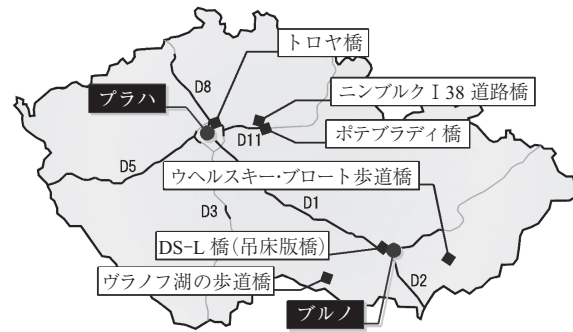 トロヤ橋
D8
プラハ
ニンブルク I 38 道路橋
ポテブラディ橋
D11
D5
ウヘルスキー・ブロート歩道橋
D3
D1
DS-L 橋（吊床版橋）
ヴラノフ湖の歩道橋
D2
ブルノ